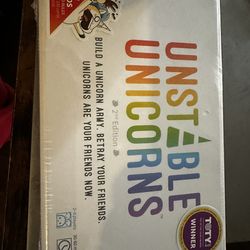 UNSTABLE
UNICORNS
2nd Edition
BUILD A UNICORN ARMY. BETRAY YOUR FRIENDS.
UNICORNS ARE YOUR FRIENDS NOW.
TOTY
WINNER